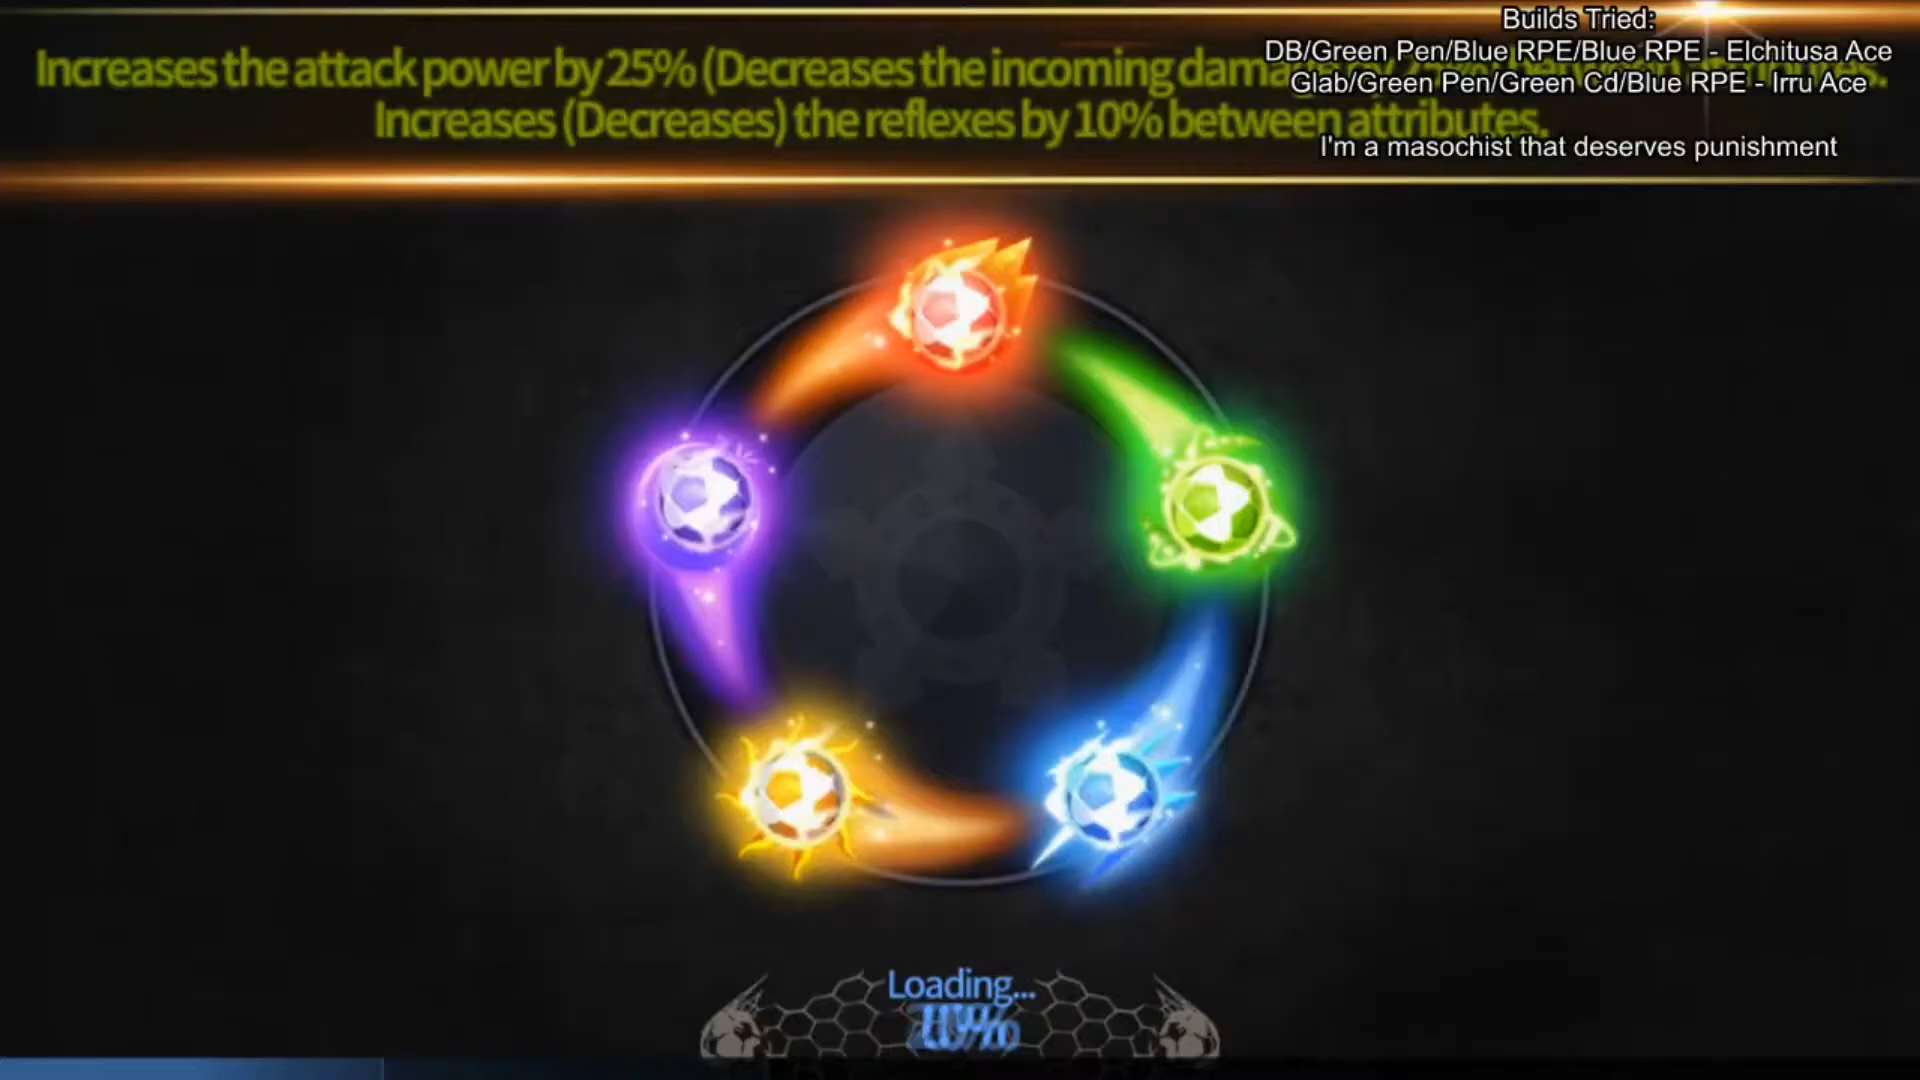 Builds Tried:
DB/Green Pen/Blue RPE/Blue RPE - Elchitusa Ace
Glab/Green Pen/Green Cd/Blue RPE - Irru Ace
I'm a masochist that deserves punishment
Increases the attack power by 25% (Decreases the incoming
Increases (Decreases) the reflexes by 10% between attributes.
Loading...